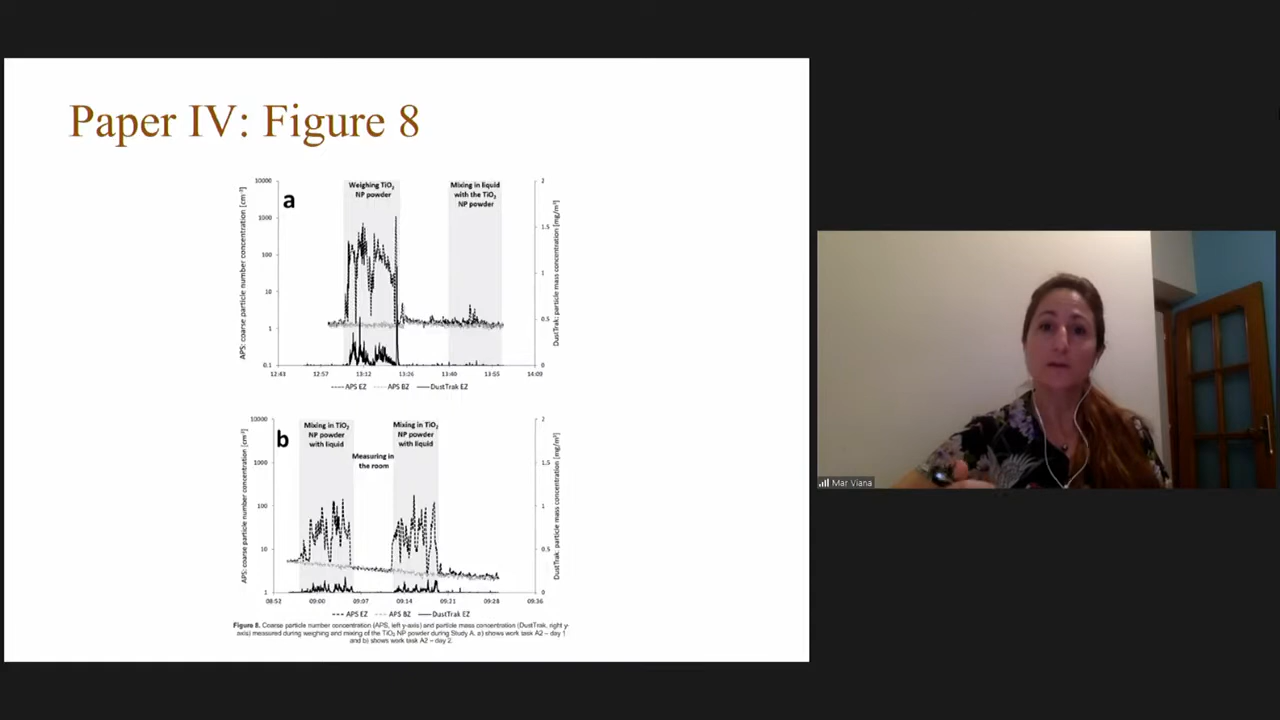 Paper IV: Figure 8
a
Weighing TiO₂
NP powder
Mixing in liquid
with the TiO₂
NP powder
APS: coarse particle number concentration [cm⁻³]
10000
1000
100
10
1
0.1
2
1.5
1
0.5
0
DustTrak: particle mass concentration [mg/m³]
12:43 12:57 13:12 13:26 13:40 13:55 14:09
APS EZ APS BZ DustTrak EZ
b
Mixing in TiO₂
NP powder
with liquid
Measuring in
the room
Mixing in TiO₂
NP powder
with liquid
APS: coarse particle number concentration [cm⁻³]
10000
1000
100
10
1
2
1.5
1
0.5
0
DustTrak: particle mass concentration [mg/m³]
08:52 09:00 09:07 09:14 09:21 09:28 09:36
APS EZ APS BZ DustTrak EZ
Figure 8. Coarse particle number concentration (APS, left y-axis) and particle mass concentration (DustTrak, right y-
axis) measured during weighing and mixing of the TiO₂ NP powder during Study A. a) shows work task A2 – day 1
and b) shows work task A2 – day 2.
Mar Viana